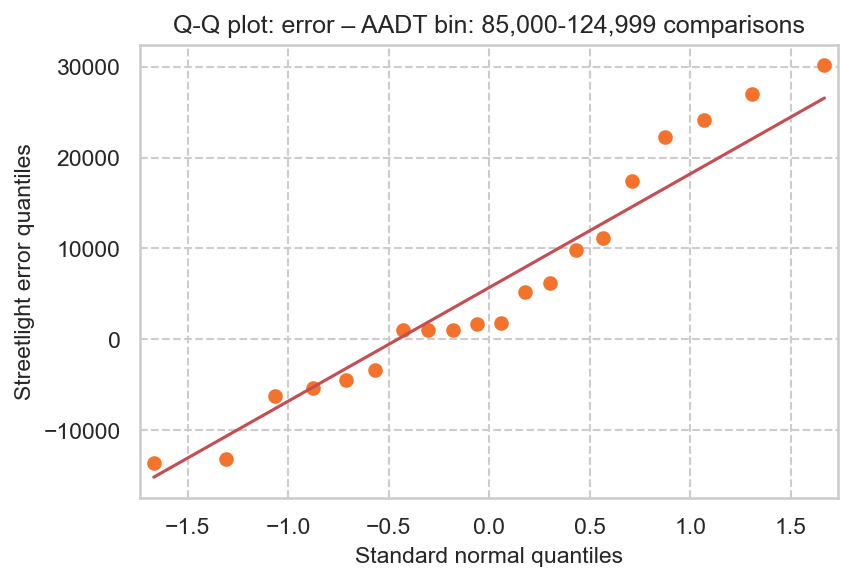 Q-Q plot: error – AADT bin: 85,000-124,999 comparisons
30000
20000
10000
0
−10000
Streetlight error quantiles
−1.5 −1.0 −0.5 0.0 0.5 1.0 1.5
Standard normal quantiles